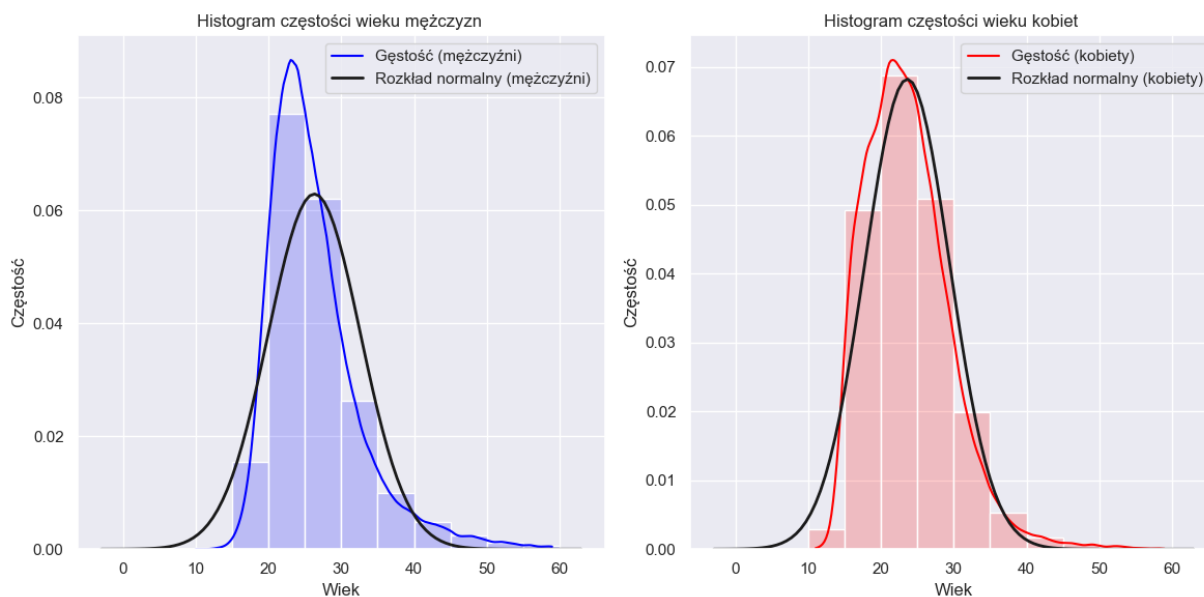 Histogram częstości wieku mężczyzn
Gęstość (mężczyźni)
Rozkład normalny (mężczyźni)
0.08
0.06
0.04
0.02
0.00
Częstość
0 10 20 30 40 50 60
Wiek
Histogram częstości wieku kobiet
Gęstość (kobiety)
Rozkład normalny (kobiety)
0.07
0.06
0.05
0.04
0.03
0.02
0.01
0.00
Częstość
0 10 20 30 40 50 60
Wiek